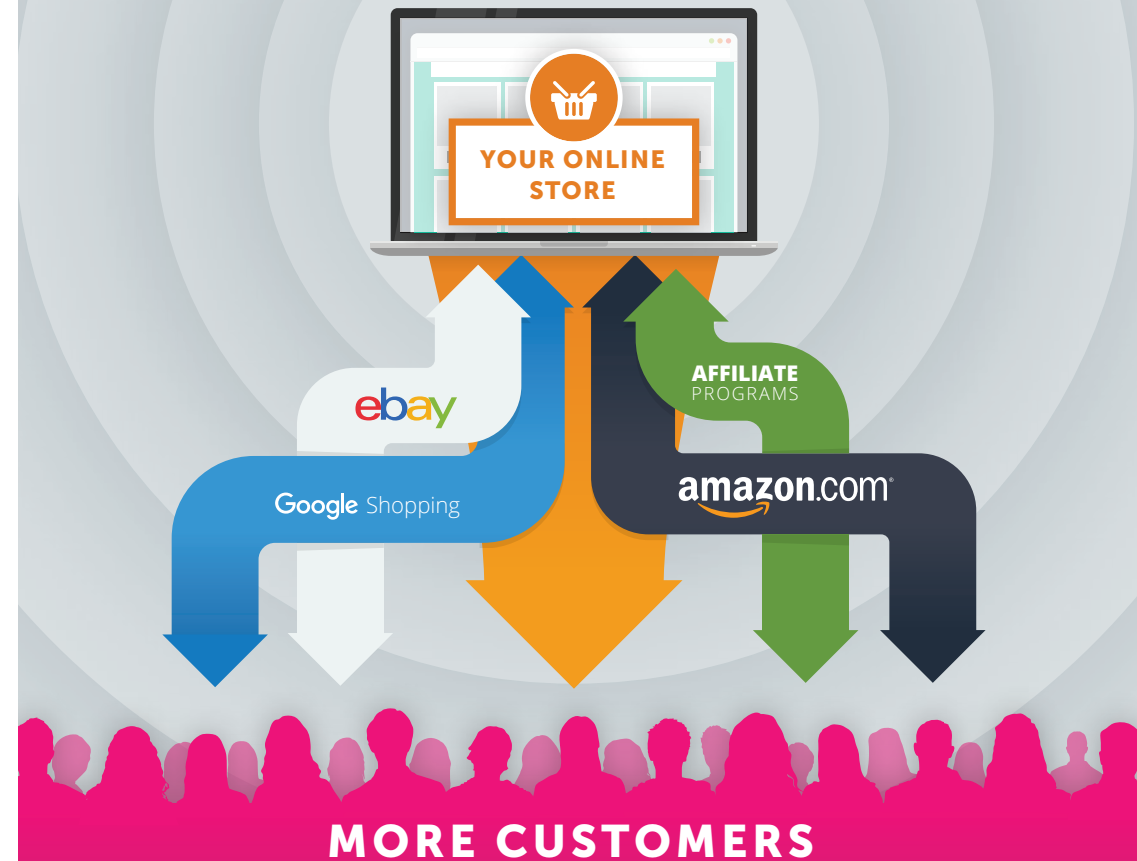 YOUR ONLINE
STORE
ebay
AFFILIATE
PROGRAMS
Google Shopping
amazon.com®
MORE CUSTOMERS